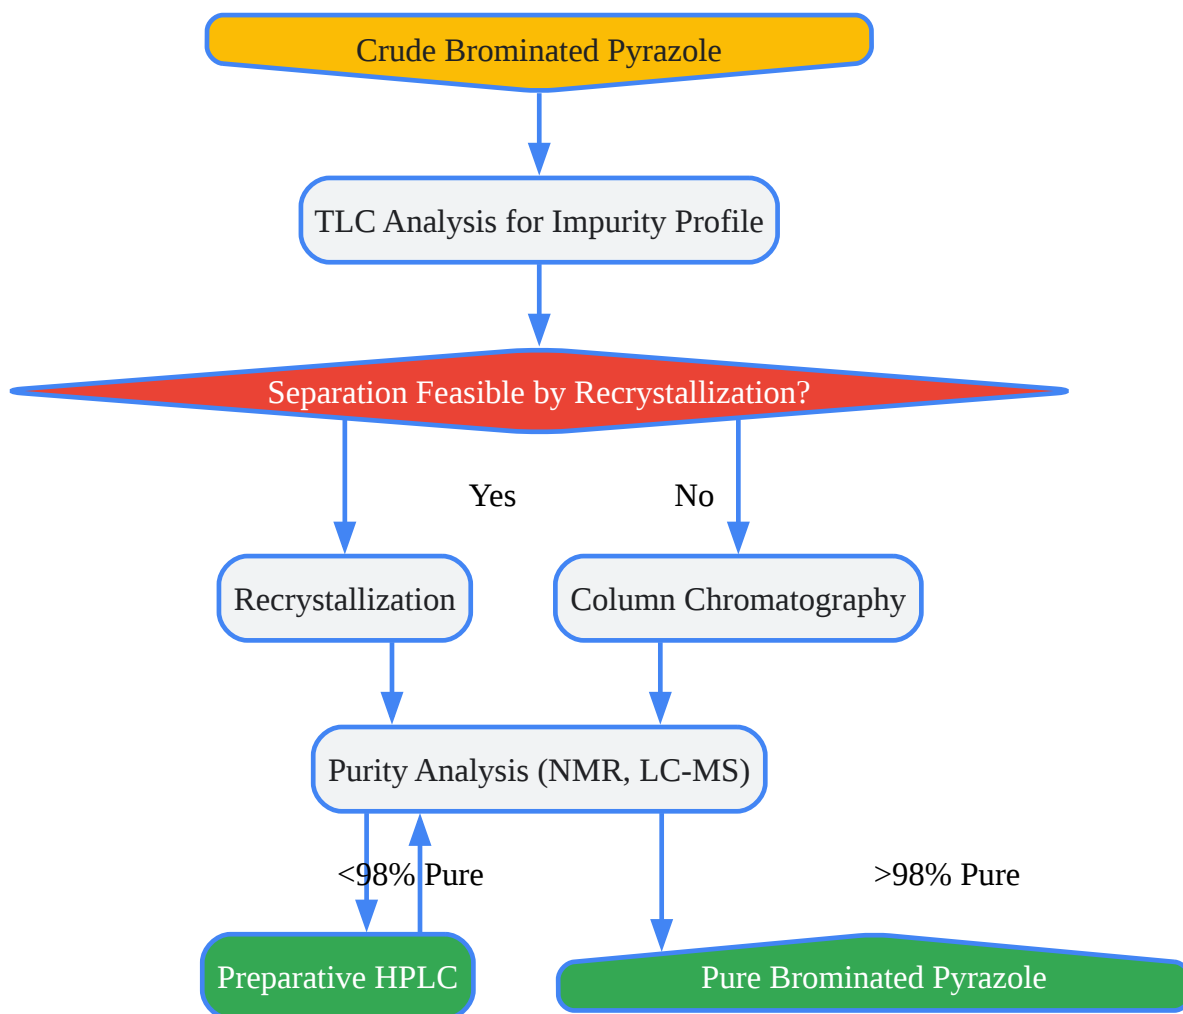 Crude Brominated Pyrazole
TLC Analysis for Impurity Profile
Separation Feasible by Recrystallization?
Yes
No
Recrystallization
Column Chromatography
Purity Analysis (NMR, LC-MS)
<98% Pure
>98% Pure
Preparative HPLC
Pure Brominated Pyrazole